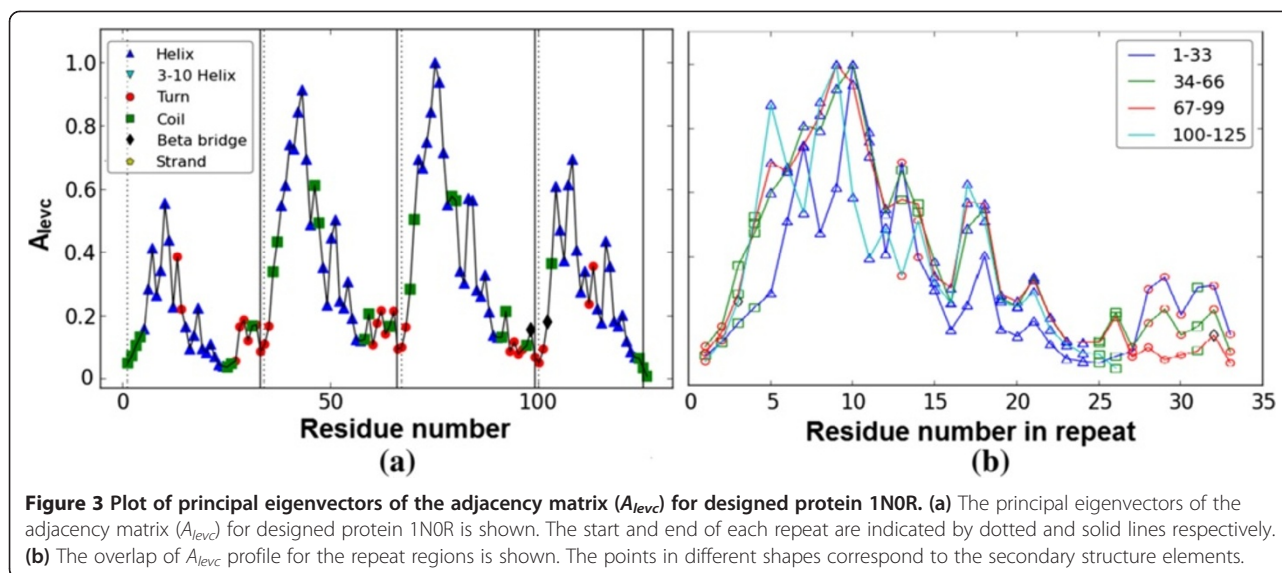 Helix
3-10 Helix
Turn
Coil
Beta bridge
Strand
1.0
0.8
0.6
0.4
0.2
0
A_levc
0 50 100
Residue number
(a)
1-33
34-66
67-99
100-125
0 5 10 15 20 25 30 35
Residue number in repeat
(b)
Figure 3 Plot of principal eigenvectors of the adjacency matrix (A_levc) for designed protein 1N0R. (a) The principal eigenvectors of the
adjacency matrix (A_levc) for designed protein 1N0R is shown. The start and end of each repeat are indicated by dotted and solid lines respectively.
(b) The overlap of A_levc profile for the repeat regions is shown. The points in different shapes correspond to the secondary structure elements.